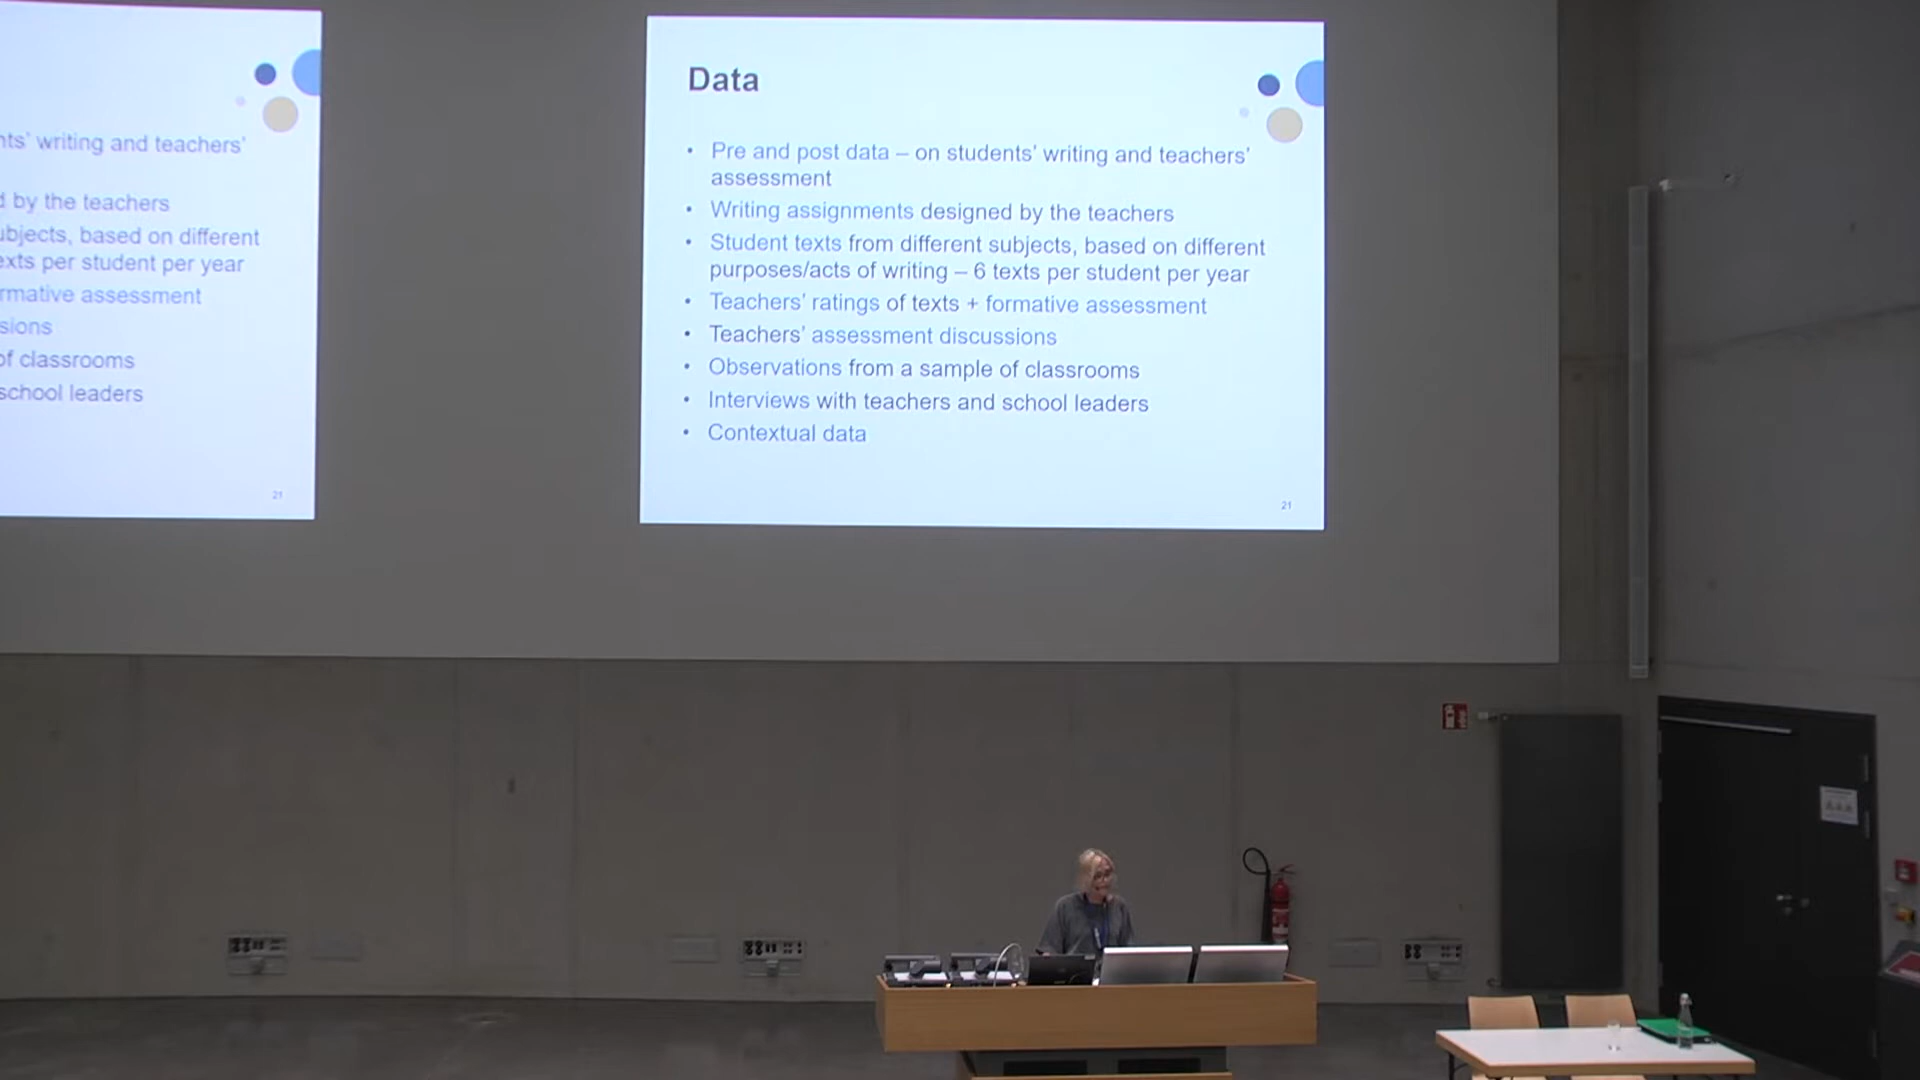 nts' writing and teachers'
d by the teachers
ubjects, based on different
exts per student per year
rmative assessment
sions
of classrooms
school leaders
21
Data
• Pre and post data – on students' writing and teachers'
assessment
• Writing assignments designed by the teachers
• Student texts from different subjects, based on different
purposes/acts of writing – 6 texts per student per year
• Teachers' ratings of texts + formative assessment
• Teachers' assessment discussions
• Observations from a sample of classrooms
• Interviews with teachers and school leaders
• Contextual data
21